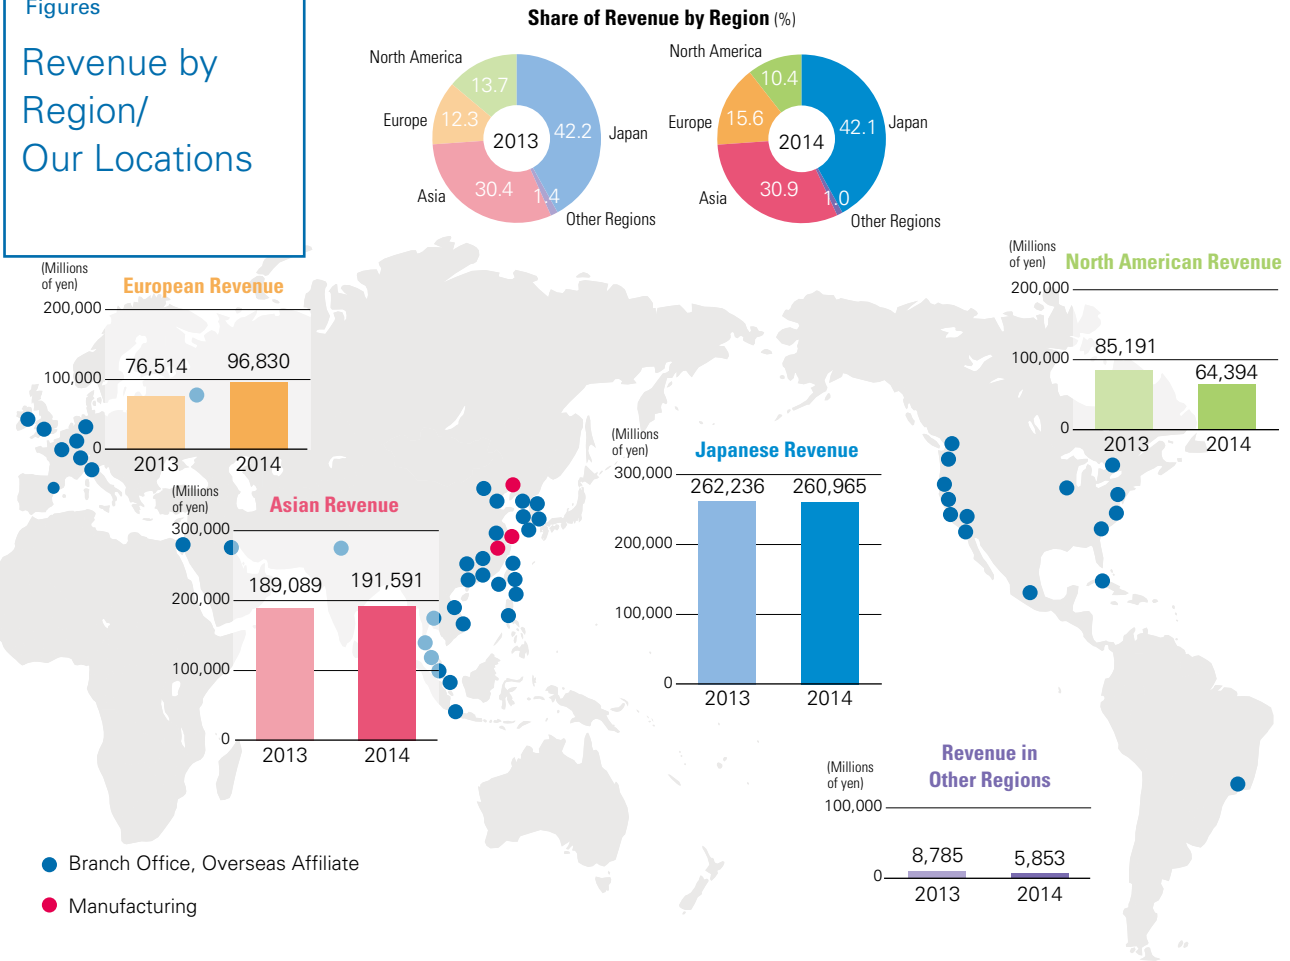 Figures
Revenue by
Region/
Our Locations
Share of Revenue by Region (%)
North America
13.7
Europe
12.3
2013
42.2
Japan
Asia
30.4
1.4
Other Regions
North America
10.4
Europe
15.6
2014
42.1
Japan
Asia
30.9
1.0
Other Regions
(Millions
of yen)
European Revenue
200,000
76,514
96,830
100,000
0
2013
2014
(Millions
of yen)
North American Revenue
200,000
85,191
100,000
64,394
0
2013
2014
(Millions
of yen)
Japanese Revenue
300,000
262,236
260,965
200,000
100,000
0
2013
2014
(Millions
of yen)
Asian Revenue
300,000
189,089
191,591
200,000
100,000
0
2013
2014
(Millions
of yen)
Revenue in
Other Regions
100,000
8,785
5,853
0
2013
2014
Branch Office, Overseas Affiliate
Manufacturing